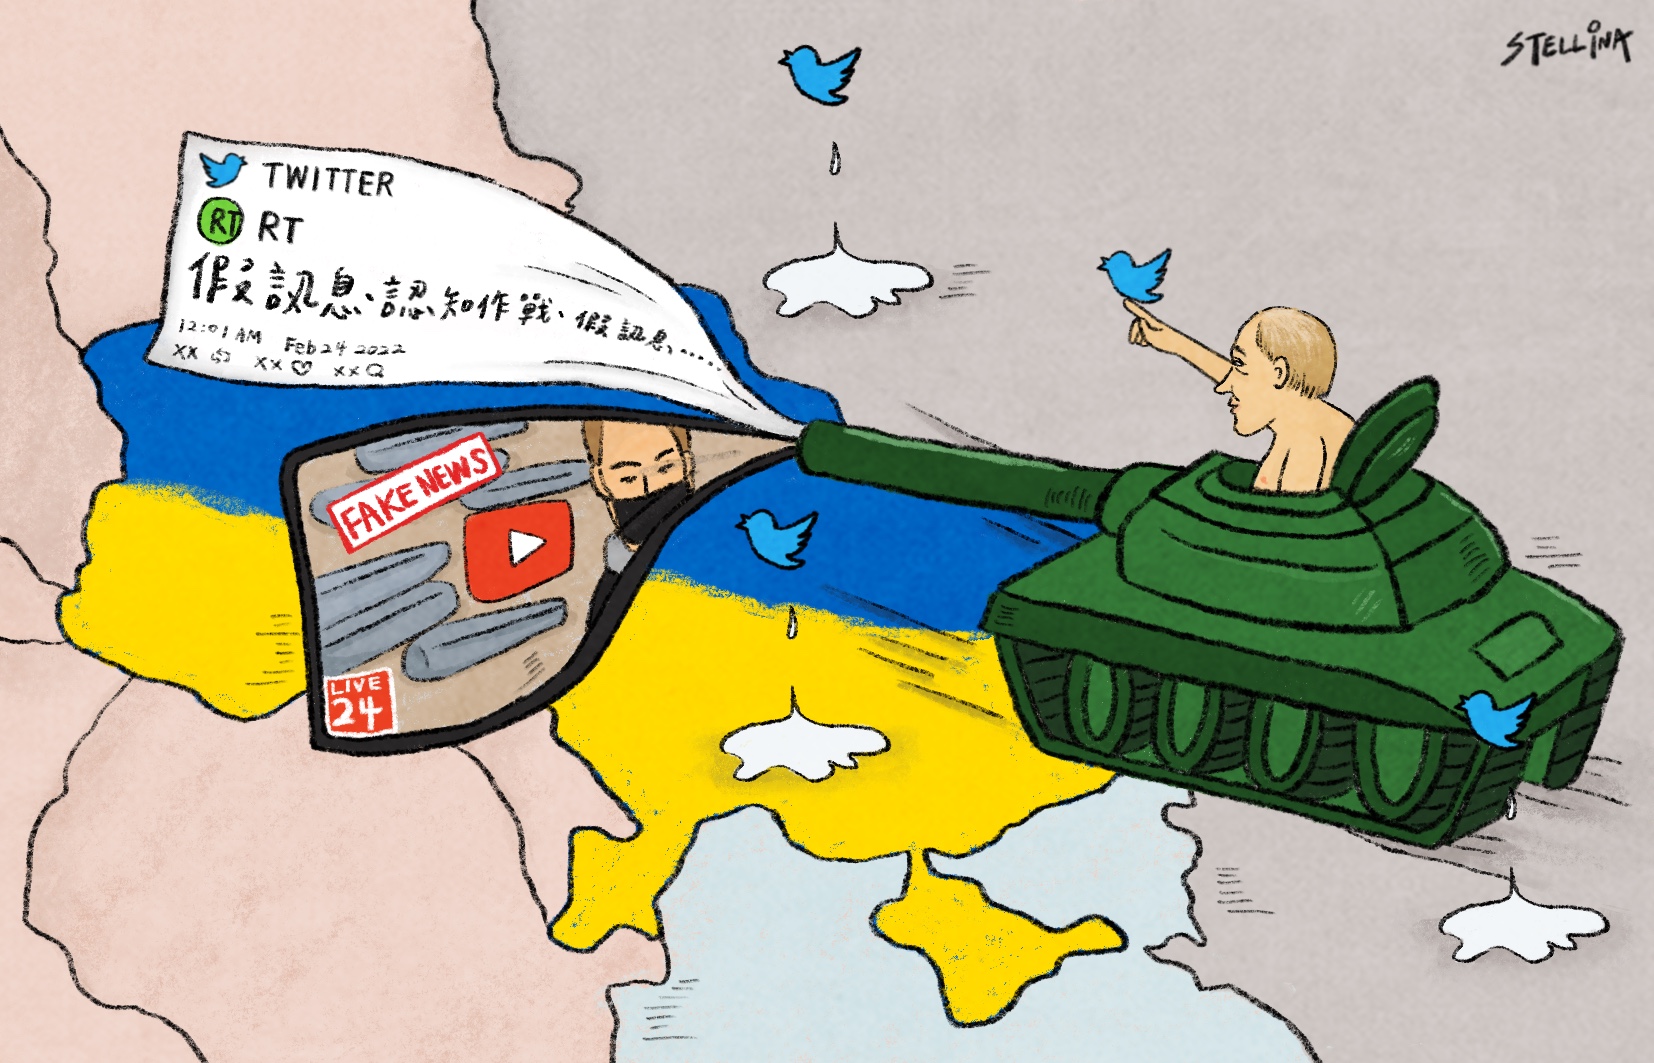 STELLINA
TWITTER
RT RT
假訊息、認知作戰、假訊息、.....
12:01 AM Feb 24 2022
XX XX XX
FAKE NEWS
LIVE
24